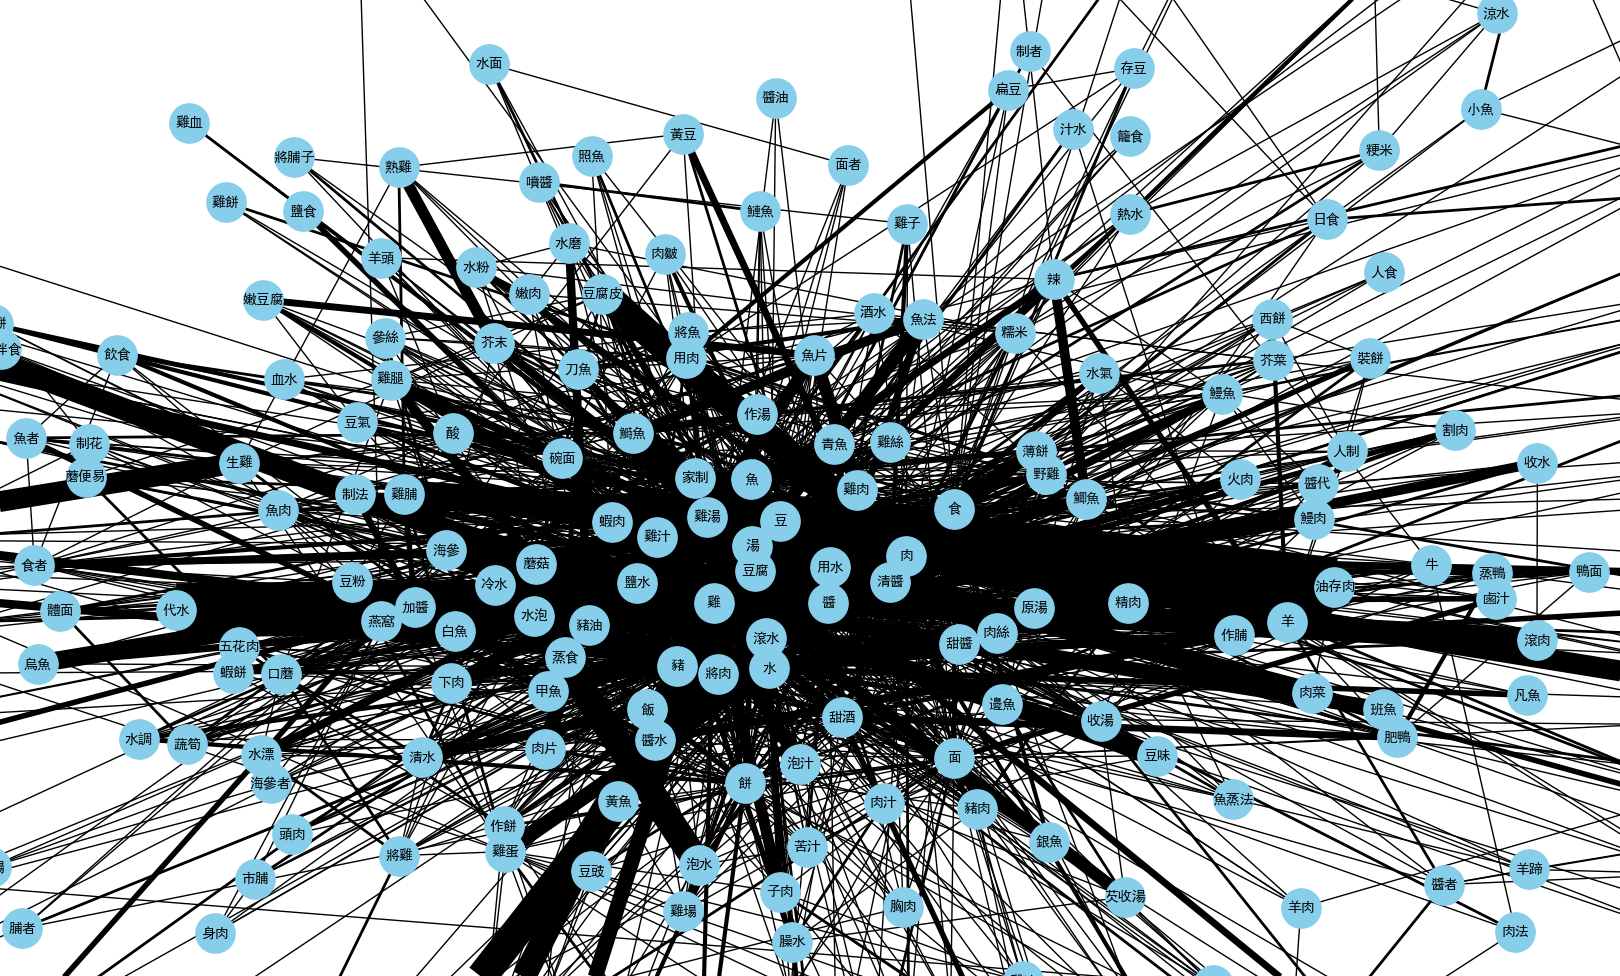 涼水
制者
水面
存豆
扁豆
醬油
小魚
雞血
汁水
黃豆
籠食
粳米
將脯子
照魚
面者
熟雞
噴醬
雞餅
鹽食
鰱魚
熱水
日食
雞子
水磨
肉皺
羊頭
水粉
人食
辣
嫩肉
豆腐皮
嫩豆腐
酒水
魚法
西餅
餅
將魚
糯米
參絲
芥末
拌食
飲食
用肉
魚片
芥菜
裝餅
刀魚
水氣
血水
雞腿
鰻魚
作湯
豆氣
割肉
酸
鰣魚
魚者
制花
青魚
雞絲
薄餅
人制
碗面
生雞
收水
野雞
磨便易
家制
魚
火肉
醬代
制法
雞脯
雞肉
鯽魚
魚肉
食
雞湯
鰻肉
蝦肉
豆
雞汁
湯
海參
肉
食者
蘑菇
豆腐
用水
牛
蒸鴨
鴨面
豆粉
冷水
鹽水
清醬
油存肉
鹵汁
雞
醬
精肉
體面
代水
加醬
原湯
燕窩
水泡
豬油
羊
白魚
肉絲
作脯
滾肉
滾水
甜醬
五花肉
蒸食
烏魚
豬
水
蝦餅
口蘑
將肉
下肉
甲魚
肉菜
凡魚
邊魚
飯
班魚
甜酒
收湯
水調
蔬筍
醬水
肥鴨
肉片
水漂
清水
面
豆味
泡汁
海參者
餅
魚蒸法
黃魚
肉汁
豬肉
作餅
頭肉
銀魚
苦汁
雞蛋
將雞
湯
泡水
羊蹄
豆豉
市脯
醬者
子肉
芡收湯
胸肉
羊肉
雞場
脯者
身肉
肉法
臊水